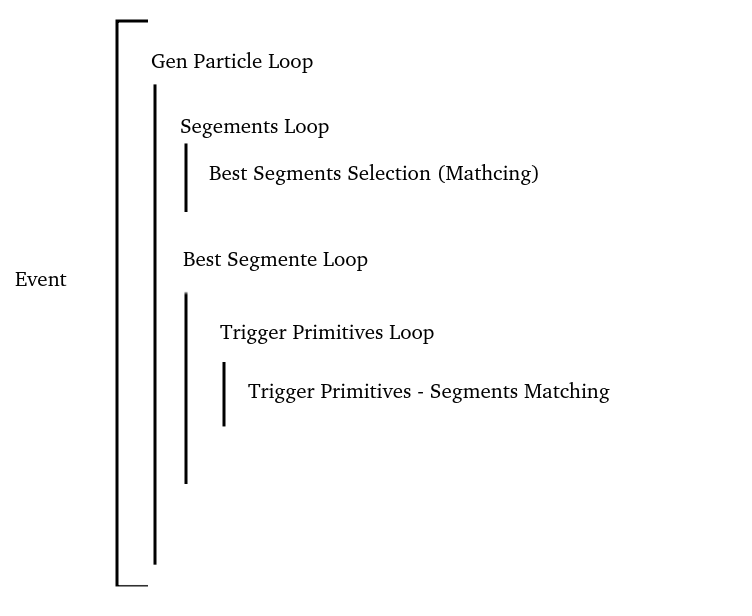 Gen Particle Loop
Segements Loop
Best Segments Selection (Mathcing)
Best Segmente Loop
Event
Trigger Primitives Loop
Trigger Primitives - Segments Matching